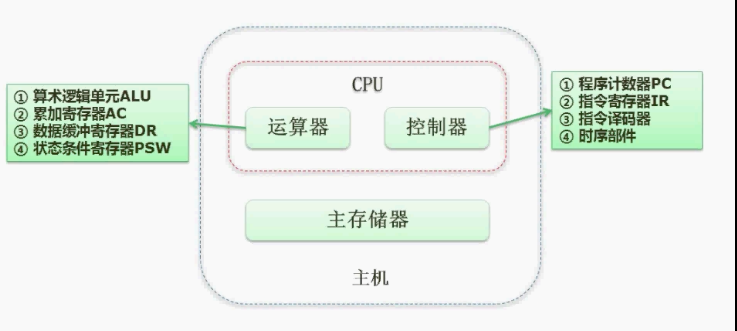 CPU
运算器
控制器
① 算术逻辑单元ALU
② 累加寄存器AC
③ 数据缓冲寄存器DR
④ 状态条件寄存器PSW
① 程序计数器PC
② 指令寄存器IR
③ 指令译码器
④ 时序部件
主存储器
主机